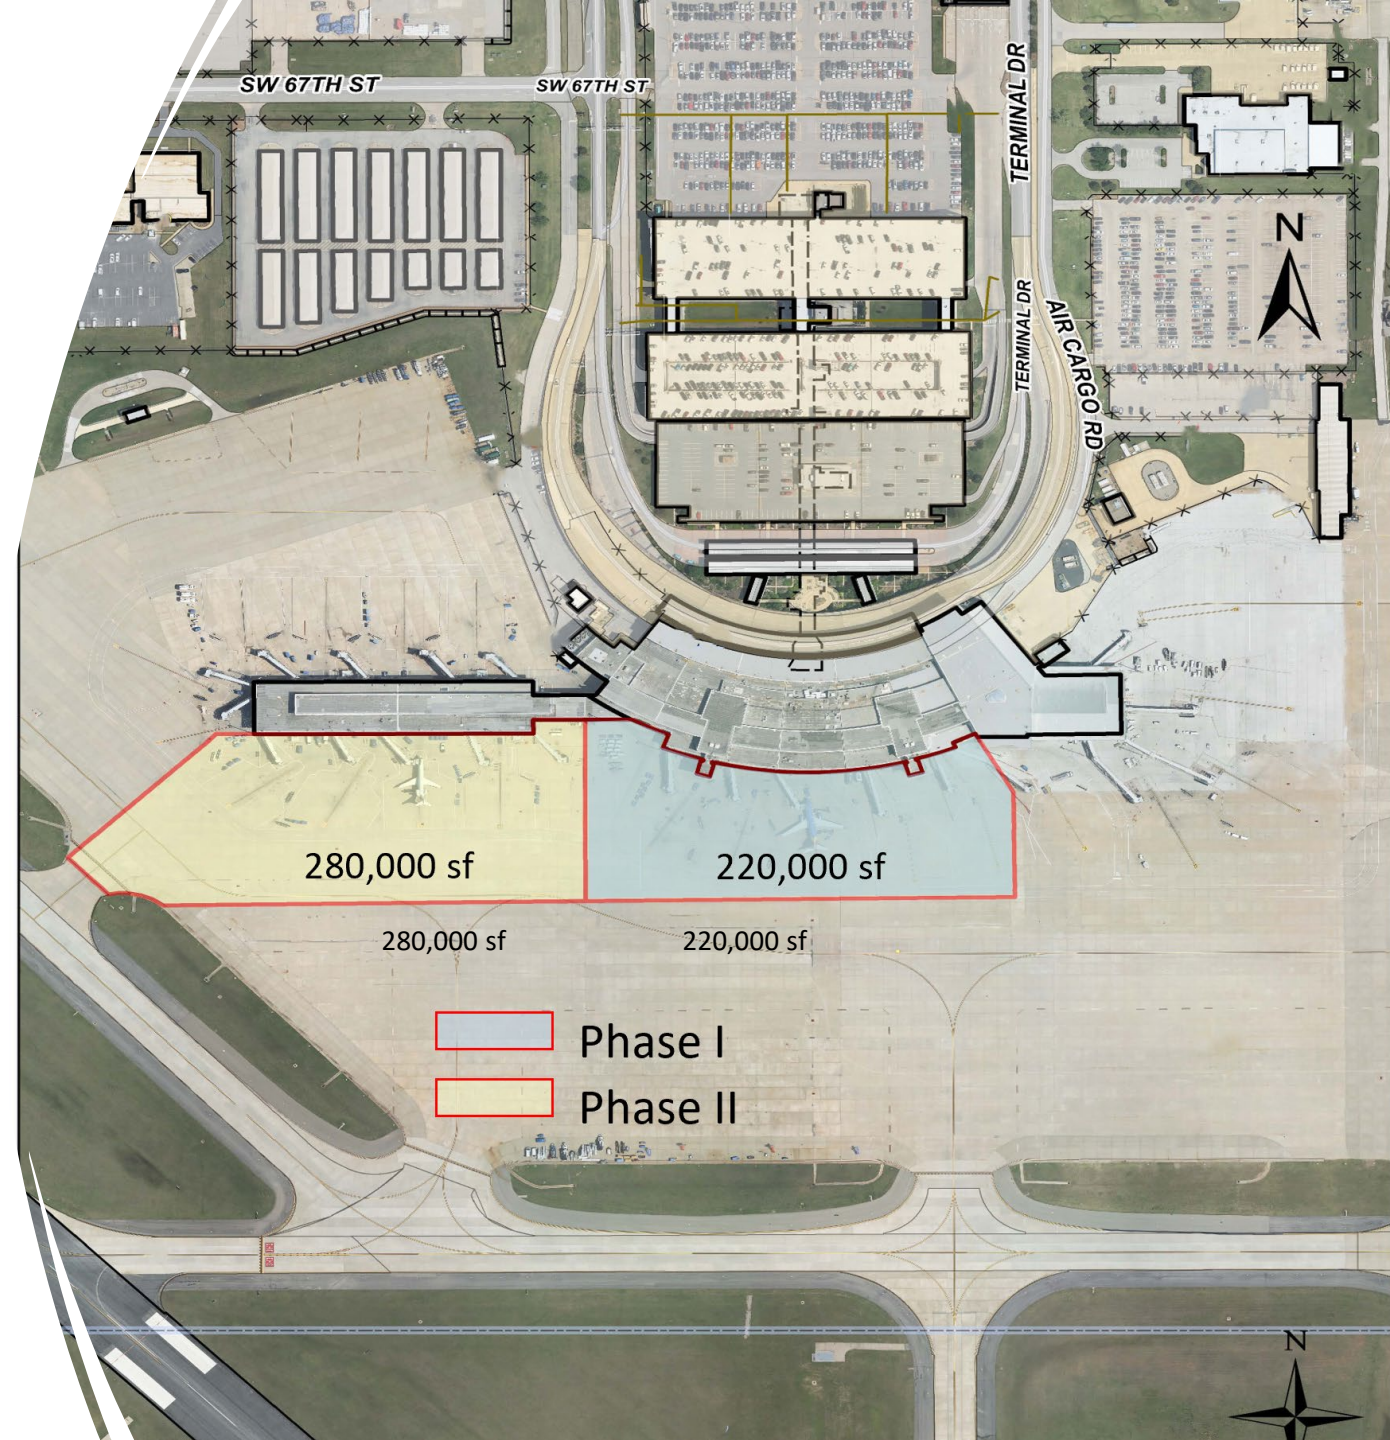 SW 67TH ST
SW 67TH ST
TERMINAL DR
N
TERMINAL DR
AIR CARGO RD
280,000 sf
220,000 sf
280,000 sf
220,000 sf
Phase I
Phase II
N